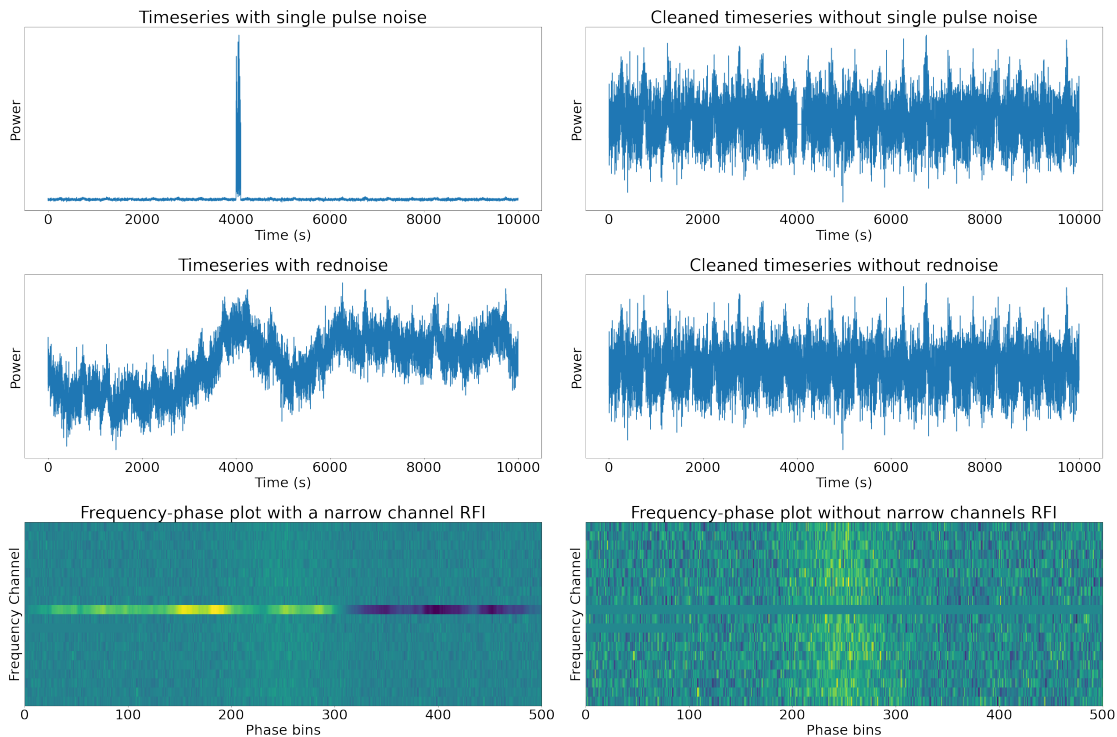 Timeseries with single pulse noise
Power
0 2000 4000 6000 8000 10000
Time (s)
Cleaned timeseries without single pulse noise
Power
0 2000 4000 6000 8000 10000
Time (s)
Timeseries with rednoise
Power
0 2000 4000 6000 8000 10000
Time (s)
Cleaned timeseries without rednoise
Power
0 2000 4000 6000 8000 10000
Time (s)
Frequency-phase plot with a narrow channel RFI
Frequency Channel
0 100 200 300 400 500
Phase bins
Frequency-phase plot without narrow channels RFI
Frequency Channel
0 100 200 300 400 500
Phase bins